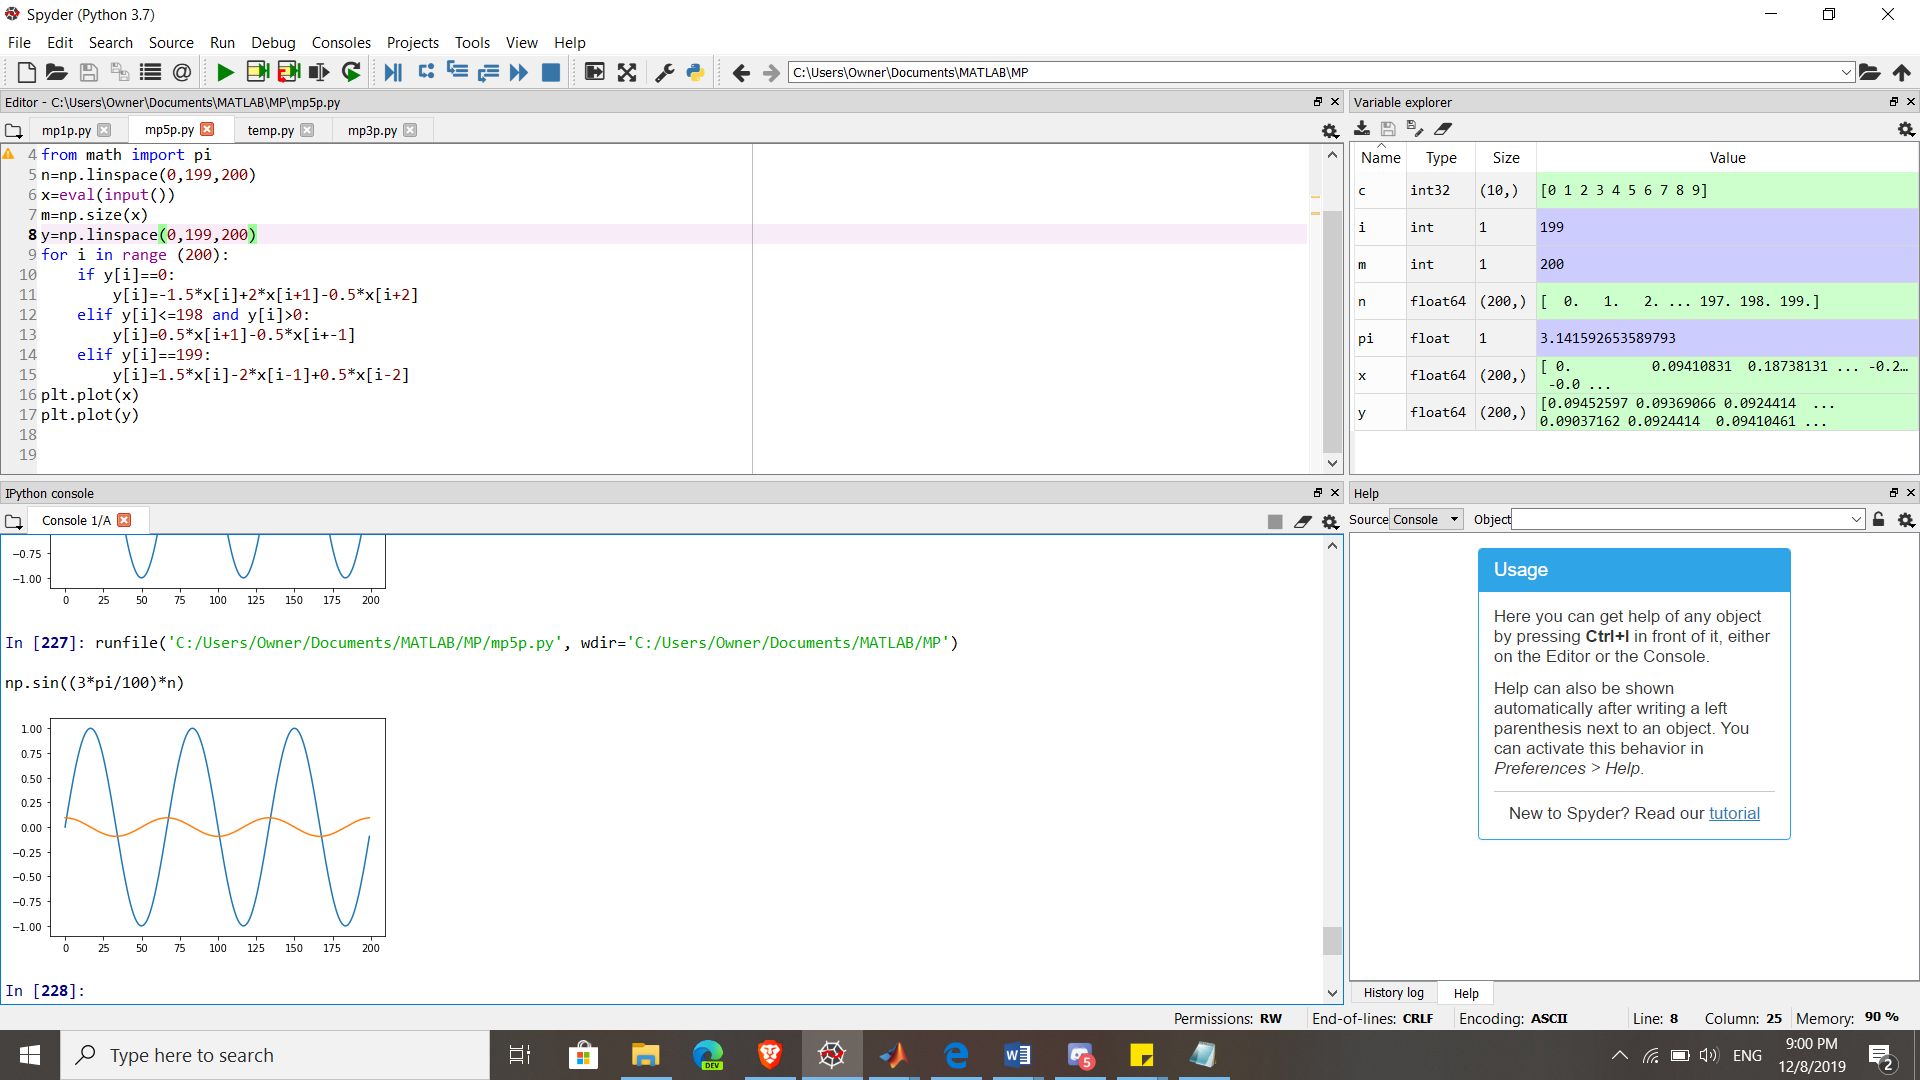 Spyder (Python 3.7)
File Edit Search Source Run Debug Consoles Projects Tools View Help
C:\Users\Owner\Documents\MATLAB\MP
Editor - C:\Users\Owner\Documents\MATLAB\MP\mp5p.py
mp1p.py mp5p.py temp.py mp3p.py
4 from math import pi
5 n=np.linspace(0,199,200)
6 x=eval(input())
7 m=np.size(x)
8 y=np.linspace(0,199,200)
9 for i in range (200):
10     if y[i]==0:
11         y[i]=-1.5*x[i]+2*x[i+1]-0.5*x[i+2]
12     elif y[i]<=198 and y[i]>0:
13         y[i]=0.5*x[i+1]-0.5*x[i+-1]
14     elif y[i]==199:
15         y[i]=1.5*x[i]-2*x[i-1]+0.5*x[i-2]
16 plt.plot(x)
17 plt.plot(y)
18
19
Variable explorer
Name Type Size Value
c int32 (10,) [0 1 2 3 4 5 6 7 8 9]
i int 1 199
m int 1 200
n float64 (200,) [  0.   1.   2. ... 197. 198. 199.]
pi float 1 3.141592653589793
x float64 (200,) [ 0.          0.09410831  0.18738131 ... -0.2…
-0.0 ...
y float64 (200,) [0.09452597 0.09369066 0.0924414  ...
0.09037162 0.0924414  0.09410461 ...
IPython console
Console 1/A
−0.75
−1.00
0 25 50 75 100 125 150 175 200
In [227]: runfile('C:/Users/Owner/Documents/MATLAB/MP/mp5p.py', wdir='C:/Users/Owner/Documents/MATLAB/MP')
np.sin((3*pi/100)*n)
1.00
0.75
0.50
0.25
0.00
−0.25
−0.50
−0.75
−1.00
0 25 50 75 100 125 150 175 200
In [228]:
Help
Source Console Object
Usage
Here you can get help of any object
by pressing Ctrl+I in front of it, either
on the Editor or the Console.
Help can also be shown
automatically after writing a left
parenthesis next to an object. You
can activate this behavior in
Preferences > Help.
New to Spyder? Read our tutorial
History log Help
Permissions: RW End-of-lines: CRLF Encoding: ASCII Line: 8 Column: 25 Memory: 90 %
Type here to search
DEV
5
ENG
9:00 PM
12/8/2019
2